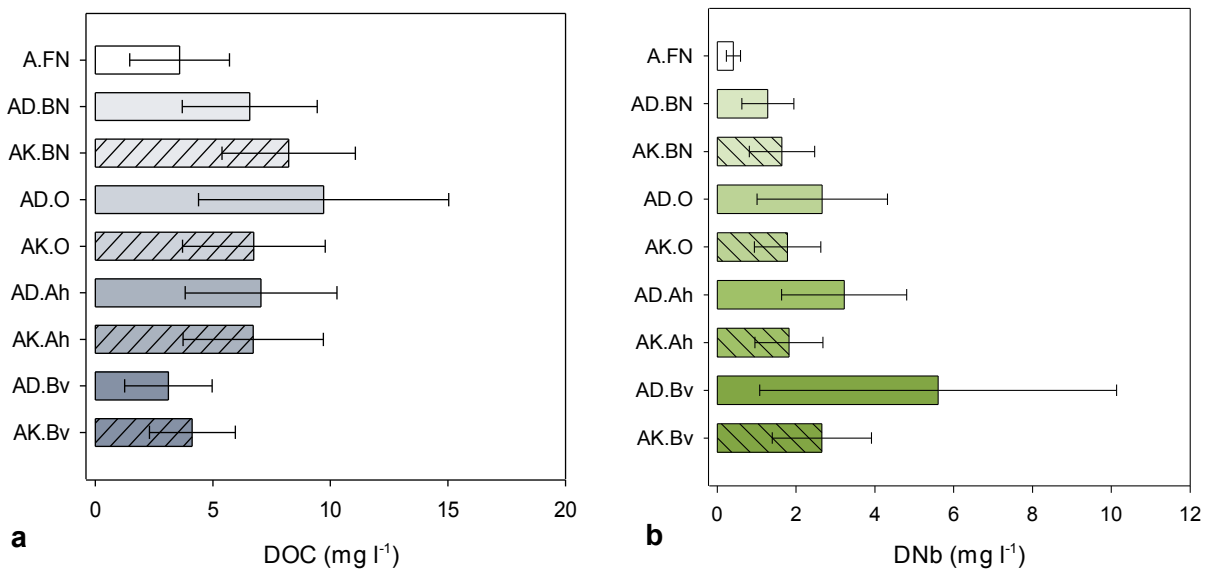 A.FN
AD.BN
AK.BN
AD.O
AK.O
AD.Ah
AK.Ah
AD.Bv
AK.Bv
0 5 10 15 20
a
DOC (mg l⁻¹)
A.FN
AD.BN
AK.BN
AD.O
AK.O
AD.Ah
AK.Ah
AD.Bv
AK.Bv
0 2 4 6 8 10 12
b
DNb (mg l⁻¹)